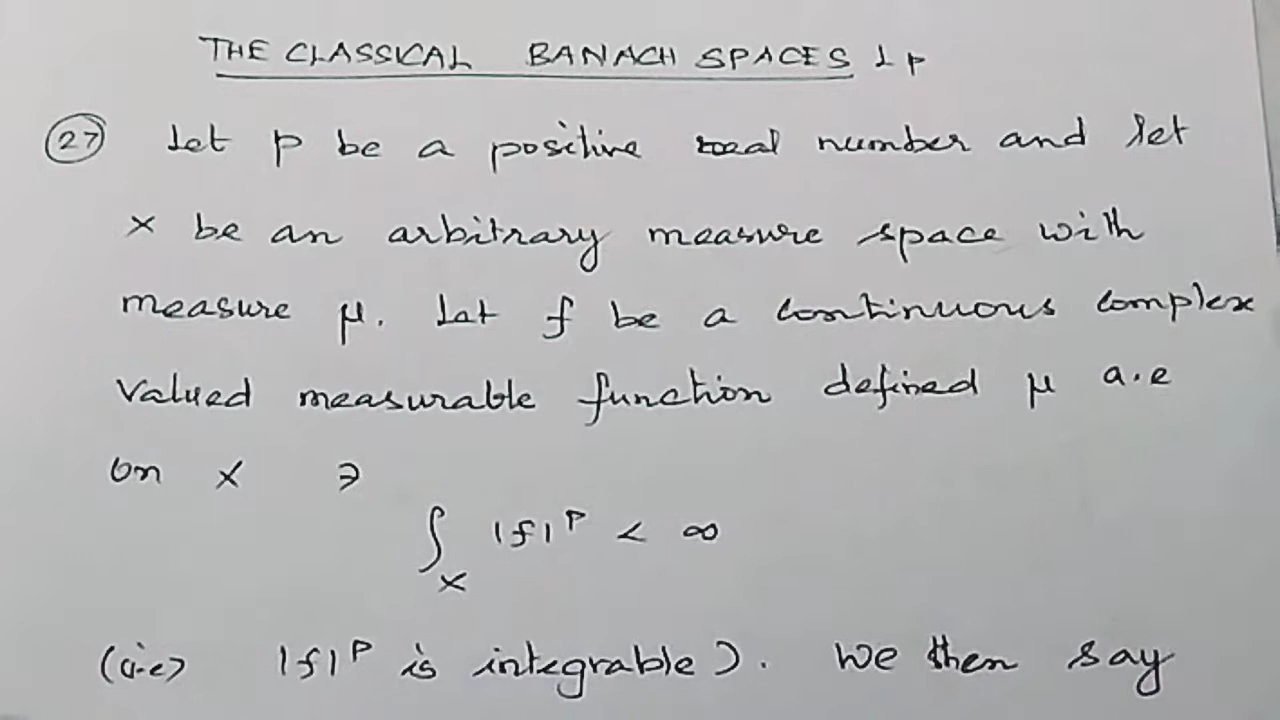 THE CLASSICAL BANACH SPACES Lp
(27) Let p be a positive real number and let
x be an arbitrary measure space with
measure μ. Let f be a continuous complex
valued measurable function defined μ a.e
on x ∋
∫x |f|^p < ∞
(i.e) |f|^p is integrable). We then say